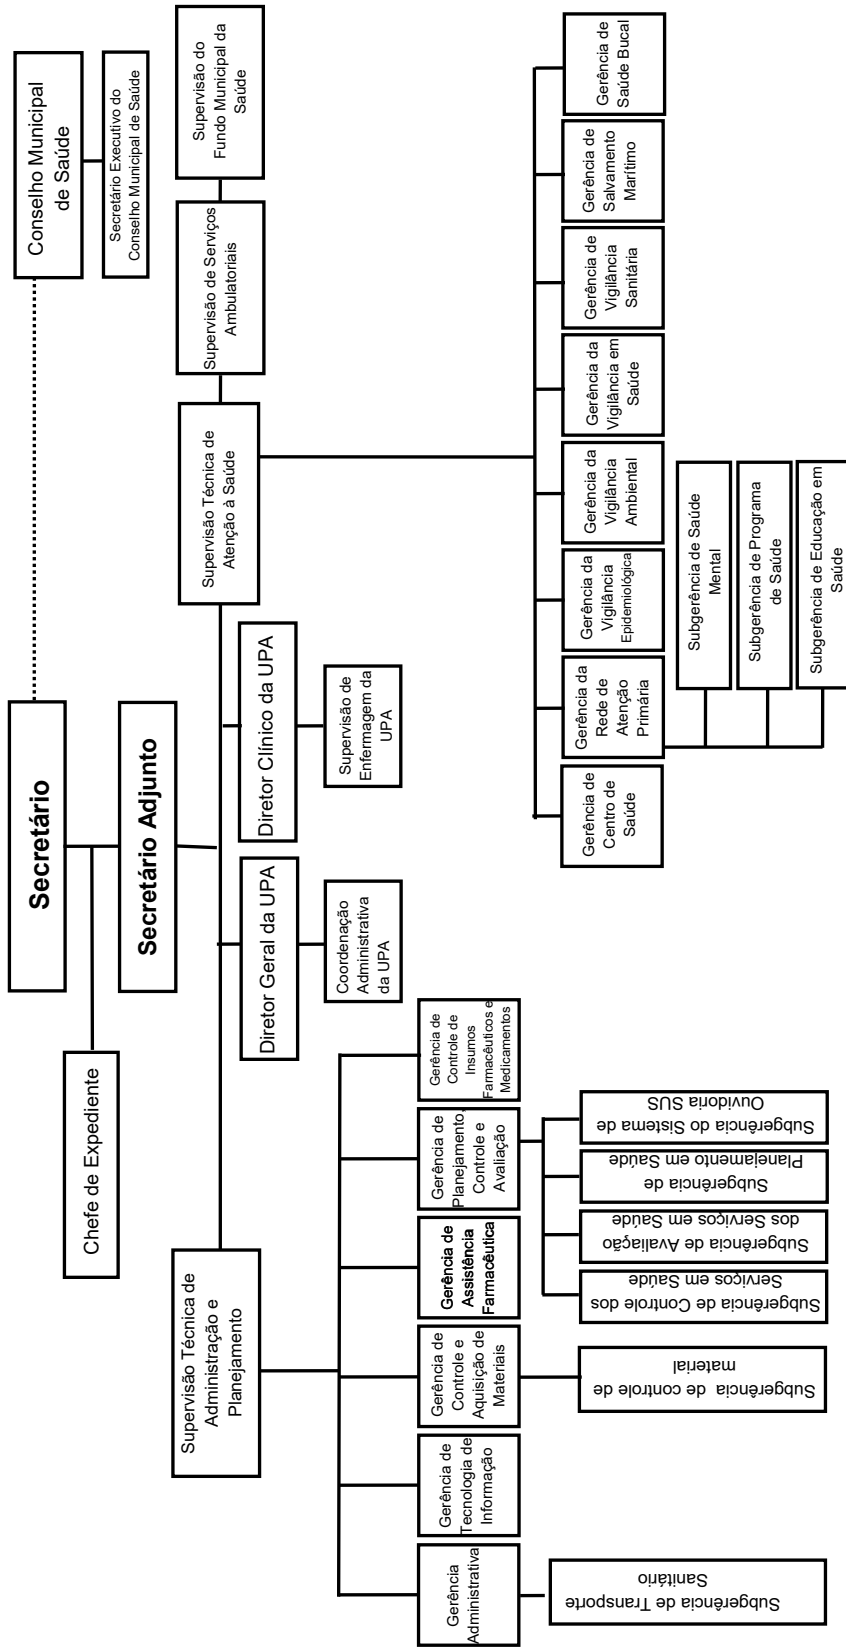 Secretário
Conselho Municipal
de Saúde
Secretário Executivo do
Conselho Municipal de Saúde
Chefe de Expediente
Secretário Adjunto
Supervisão Técnica de
Administração e
Planejamento
Diretor Geral da UPA
Coordenação
Administrativa
da UPA
Diretor Clínico da UPA
Supervisão de
Enfermagem da
UPA
Supervisão Técnica de
Atenção à Saúde
Supervisão de Serviços
Ambulatoriais
Supervisão do
Fundo Municipal da
Saúde
Gerência
Administrativa
Gerência de
Tecnologia de
Informação
Gerência de
Controle e
Aquisição de
Materiais
Gerência de
Assistência
Farmacêutica
Gerência de
Planejamento,
Controle e
Avaliação
Gerência de
Controle de
Insumos
Farmacêuticos e
Medicamentos
Subgerência de Transporte
Sanitário
Subgerência de controle de
material
Subgerência de Controle dos
Serviços em Saúde
Subgerência de Avaliação
dos Serviços em Saúde
Subgerência de
Planejamento em Saúde
Subgerência do Sistema de
Ouvidoria SUS
Gerência de
Centro de
Saúde
Gerência da
Rede de
Atenção
Primária
Gerência da
Vigilância
Epidemiológica
Gerência da
Vigilância
Ambiental
Gerência da
Vigilância em
Saúde
Gerência de
Vigilância
Sanitária
Gerência de
Salvamento
Marítimo
Gerência de
Saúde Bucal
Subgerência de Saúde
Mental
Subgerência de Programa
de Saúde
Subgerência de Educação em
Saúde